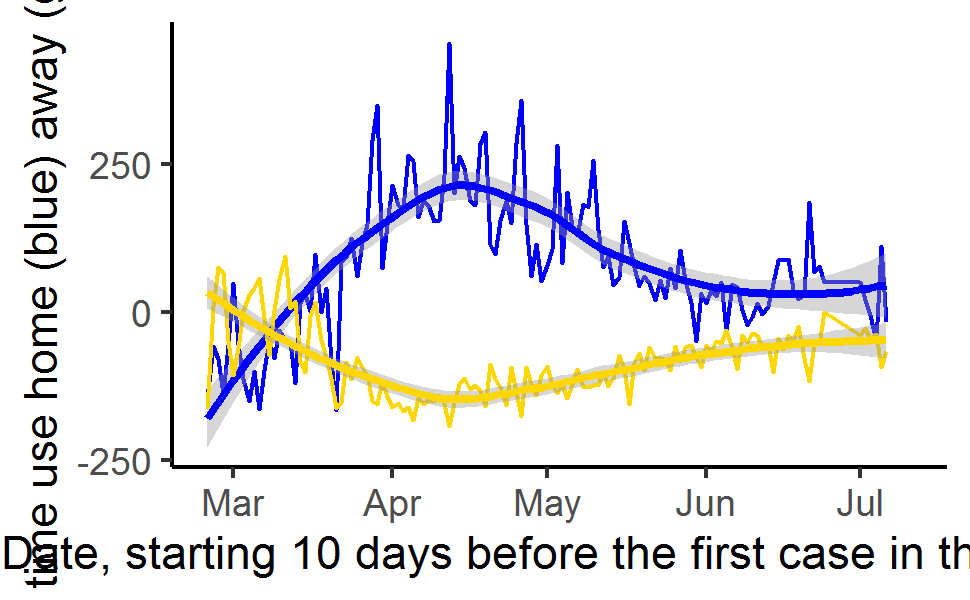 time use home (blue) away (
250
0
-250
Mar Apr May Jun Jul
Date, starting 10 days before the first case in th